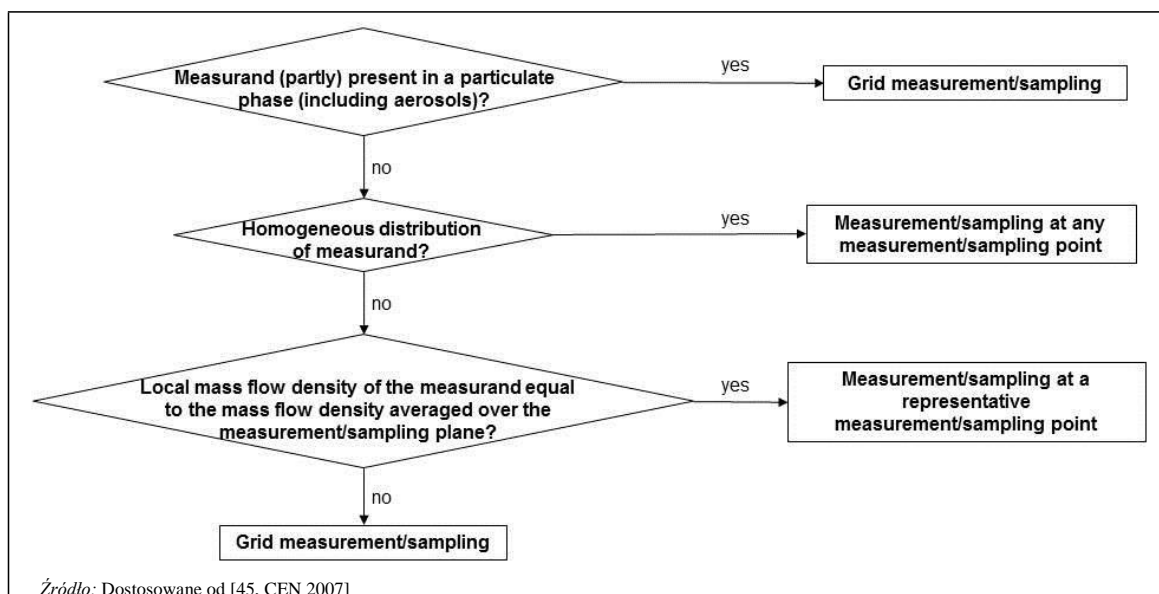 Measurand (partly) present in a particulate
phase (including aerosols)?
yes
Grid measurement/sampling
no
Homogeneous distribution
of measurand?
yes
Measurement/sampling at any
measurement/sampling point
no
Local mass flow density of the measurand equal
to the mass flow density averaged over the
measurement/sampling plane?
yes
Measurement/sampling at a
representative
measurement/sampling point
no
Grid measurement/sampling
Źródło: Dostosowane od [45, CEN 2007]